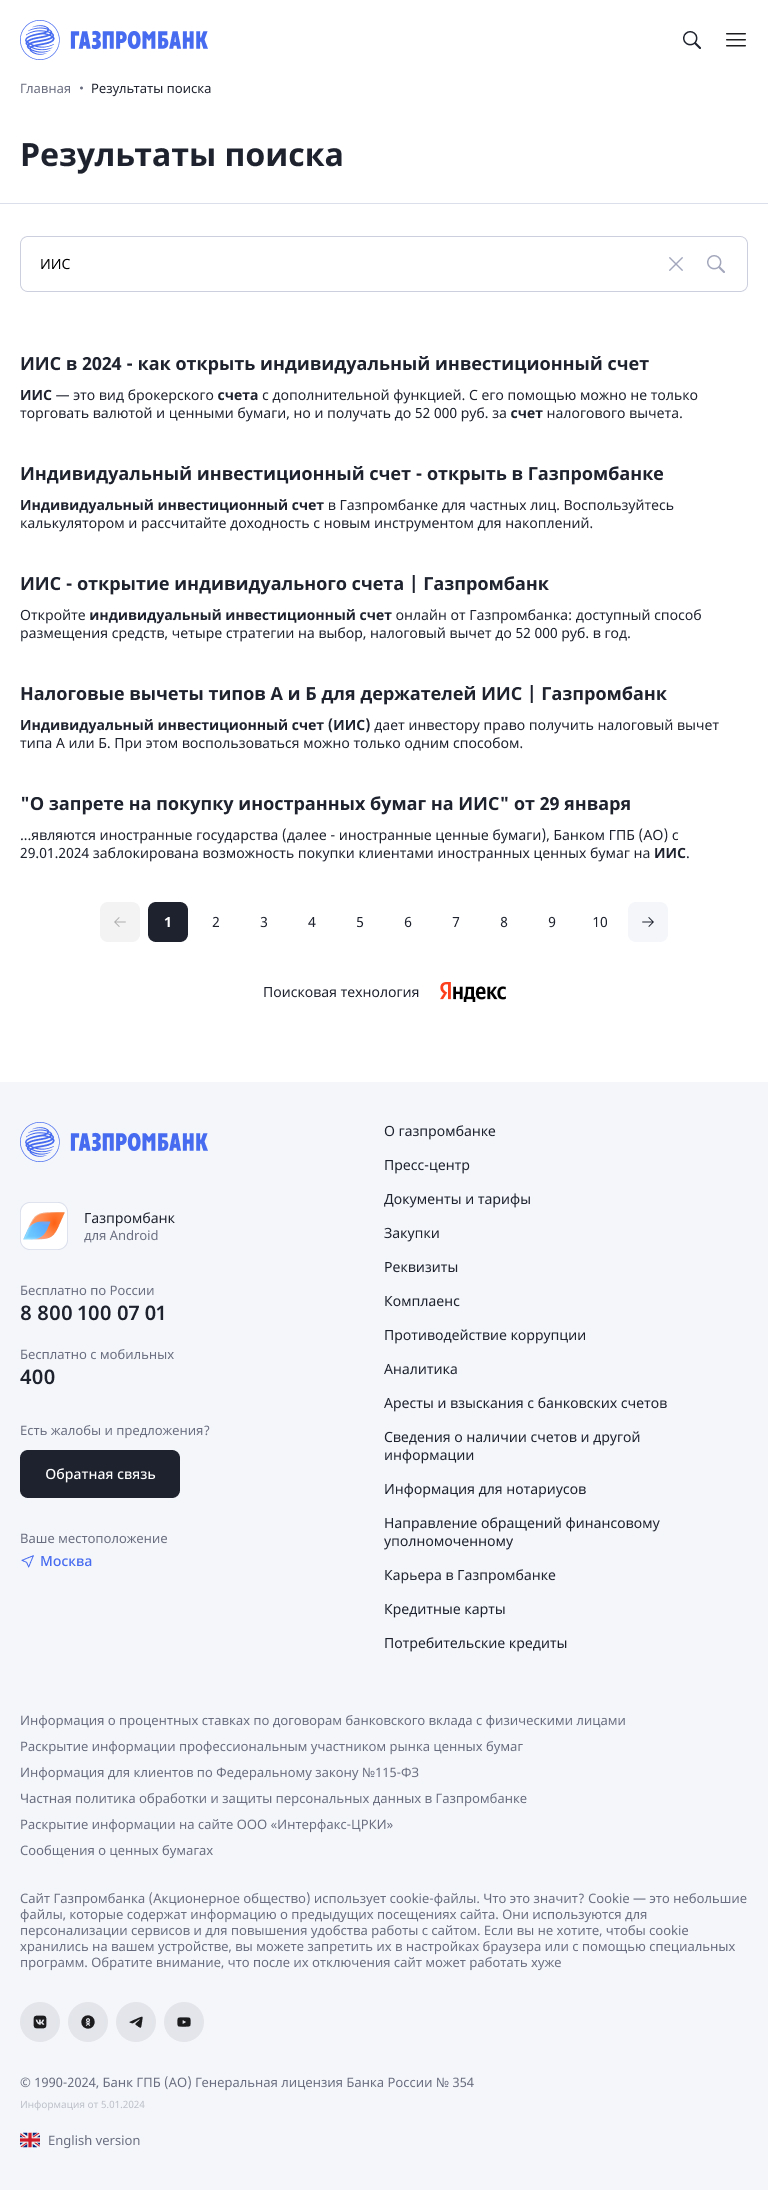 ГАЗПРОМБАНК
Главная • Результаты поиска
Результаты поиска
ИИС
ИИС в 2024 - как открыть индивидуальный инвестиционный счет
ИИС — это вид брокерского счета с дополнительной функцией. С его помощью можно не только
торговать валютой и ценными бумаги, но и получать до 52 000 руб. за счет налогового вычета.
Индивидуальный инвестиционный счет - открыть в Газпромбанке
Индивидуальный инвестиционный счет в Газпромбанке для частных лиц. Воспользуйтесь
калькулятором и рассчитайте доходность с новым инструментом для накоплений.
ИИС - открытие индивидуального счета | Газпромбанк
Откройте индивидуальный инвестиционный счет онлайн от Газпромбанка: доступный способ
размещения средств, четыре стратегии на выбор, налоговый вычет до 52 000 руб. в год.
Налоговые вычеты типов А и Б для держателей ИИС | Газпромбанк
Индивидуальный инвестиционный счет (ИИС) дает инвестору право получить налоговый вычет
типа А или Б. При этом воспользоваться можно только одним способом.
"О запрете на покупку иностранных бумаг на ИИС" от 29 января
...являются иностранные государства (далее - иностранные ценные бумаги), Банком ГПБ (АО) с
29.01.2024 заблокирована возможность покупки клиентами иностранных ценных бумаг на ИИС.
1 2 3 4 5 6 7 8 9 10
Поисковая технология Яндекс
ГАЗПРОМБАНК
Газпромбанк
для Android
Бесплатно по России
8 800 100 07 01
Бесплатно с мобильных
400
Есть жалобы и предложения?
Обратная связь
Ваше местоположение
Москва
О газпромбанке
Пресс-центр
Документы и тарифы
Закупки
Реквизиты
Комплаенс
Противодействие коррупции
Аналитика
Аресты и взыскания с банковских счетов
Сведения о наличии счетов и другой
информации
Информация для нотариусов
Направление обращений финансовому
уполномоченному
Карьера в Газпромбанке
Кредитные карты
Потребительские кредиты
Информация о процентных ставках по договорам банковского вклада с физическими лицами
Раскрытие информации профессиональным участником рынка ценных бумаг
Информация для клиентов по Федеральному закону №115-ФЗ
Частная политика обработки и защиты персональных данных в Газпромбанке
Раскрытие информации на сайте ООО «Интерфакс-ЦРКИ»
Сообщения о ценных бумагах
Сайт Газпромбанка (Акционерное общество) использует cookie-файлы. Что это значит? Cookie — это небольшие
файлы, которые содержат информацию о предыдущих посещениях сайта. Они используются для
персонализации сервисов и для повышения удобства работы с сайтом. Если вы не хотите, чтобы cookie
хранились на вашем устройстве, вы можете запретить их в настройках браузера или с помощью специальных
программ. Обратите внимание, что после их отключения сайт может работать хуже
© 1990-2024, Банк ГПБ (АО) Генеральная лицензия Банка России № 354
Информация от 5.01.2024
English version